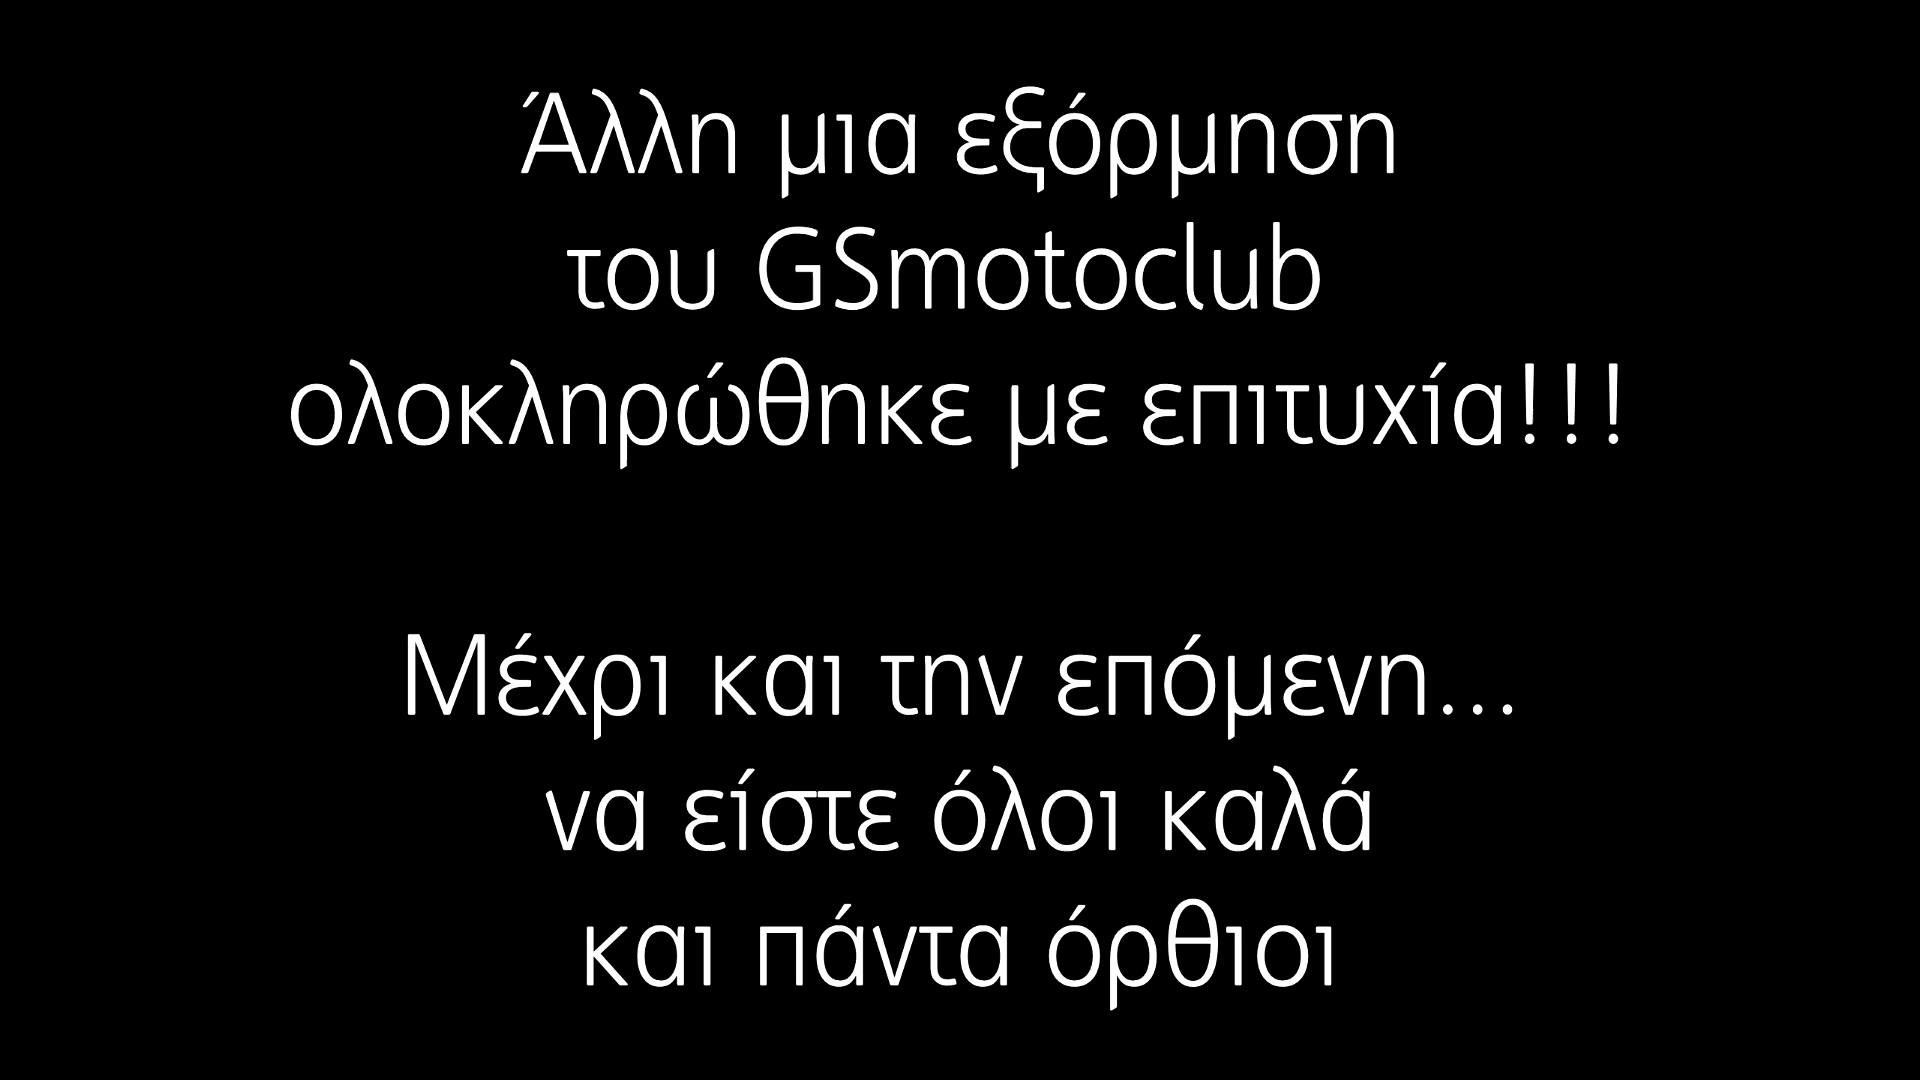 Άλλη μια εξόρμηση
του GSmotoclub
ολοκληρώθηκε με επιτυχία!!!
Μέχρι και την επόμενη...
να είστε όλοι καλά
και πάντα όρθιοι